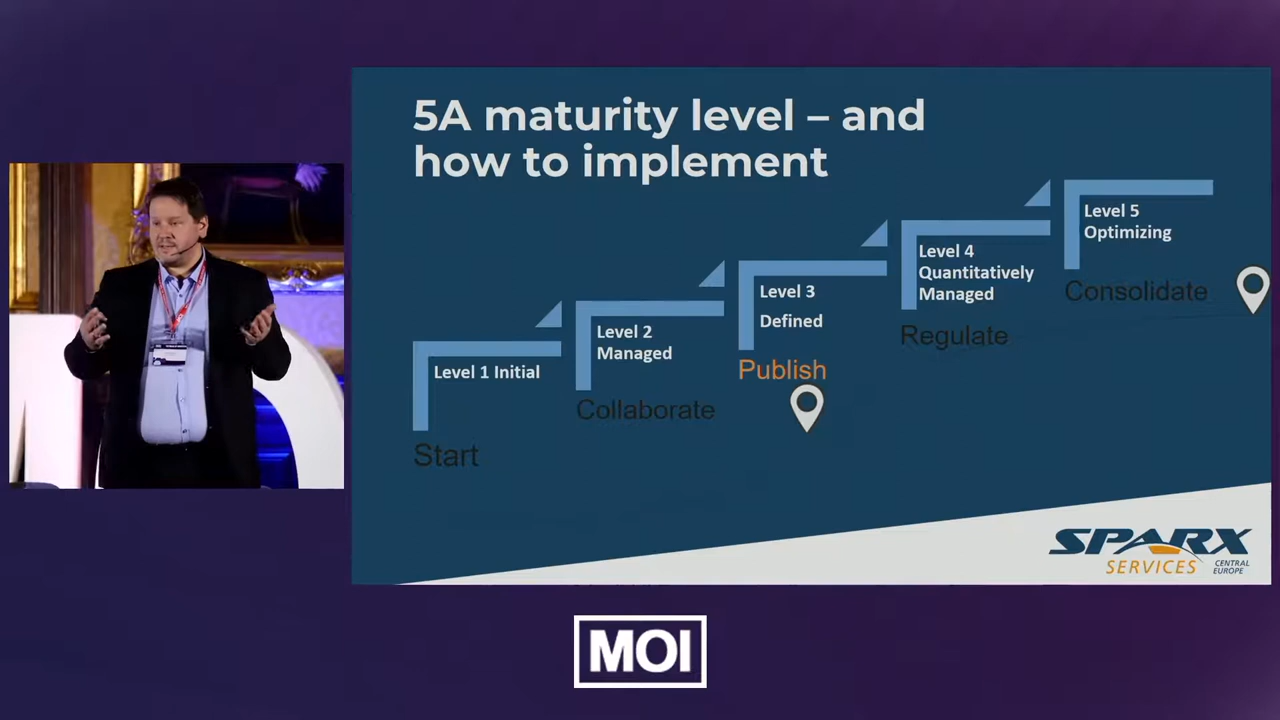 5A maturity level – and
how to implement
Level 5
Optimizing
Level 4
Quantitatively
Managed
Consolidate
Level 3
Defined
Regulate
Level 2
Managed
Publish
Level 1 Initial
Collaborate
Start
SPARX
SERVICES
CENTRAL
EUROPE
MOI